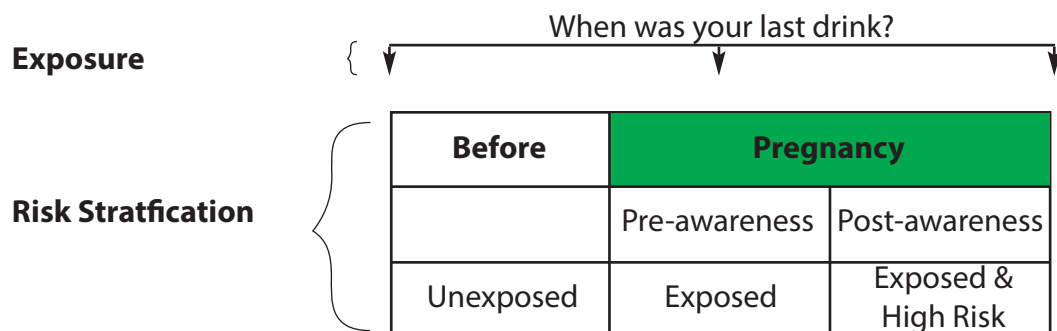 When was your last drink?
Exposure
Before
Pregnancy
Risk Stratfication
Pre-awareness
Post-awareness
Unexposed
Exposed
Exposed &
High Risk